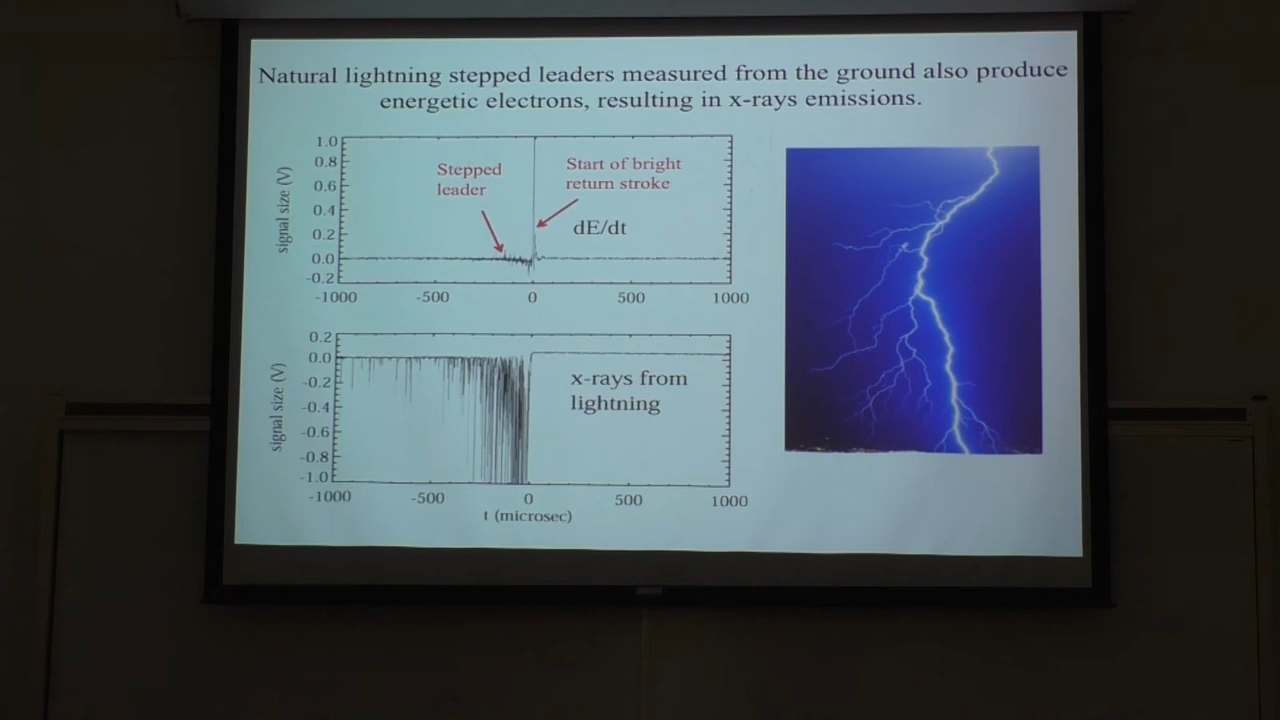 Natural lightning stepped leaders measured from the ground also produce
energetic electrons, resulting in x-rays emissions.
1.0
0.8
0.6
0.4
0.2
0.0
-0.2
signal size (V)
Stepped
leader
Start of bright
return stroke
dE/dt
-1000 -500 0 500 1000
0.2
0.0
-0.2
-0.4
-0.6
-0.8
-1.0
signal size (V)
x-rays from
lightning
-1000 -500 0 500 1000
t (microsec)